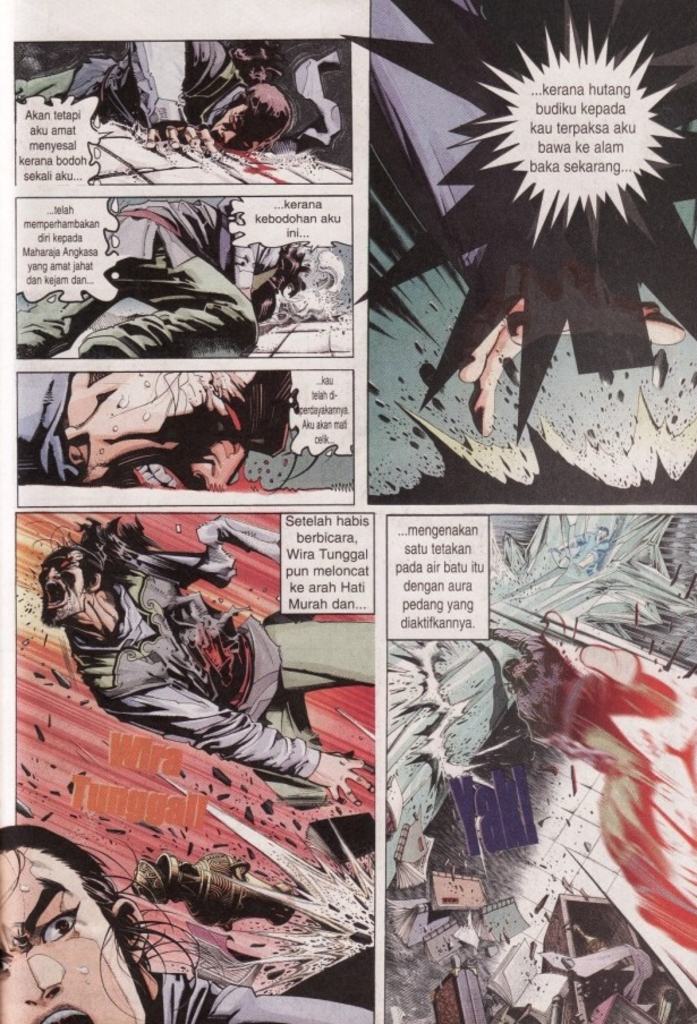 Akan tetapi
aku amat
menyesal
kerana bodoh
sekali aku...
...telah
memperhambakan
diri kepada
Maharaja Angkasa
yang amat jahat
dan kejam dan...
...kerana
kebodohan aku
ini...
...kau
telah di-
perdayakannya.
Aku akan mati
celik...
...kerana hutang
budiku kepada
kau terpaksa aku
bawa ke alam
baka sekarang...
Setelah habis
berbicara,
Wira Tunggal
pun meloncat
ke arah Hati
Murah dan...
Wira
Tunggal!
...mengenakan
satu tetakan
pada air batu itu
dengan aura
pedang yang
diaktifkannya.
Yah!